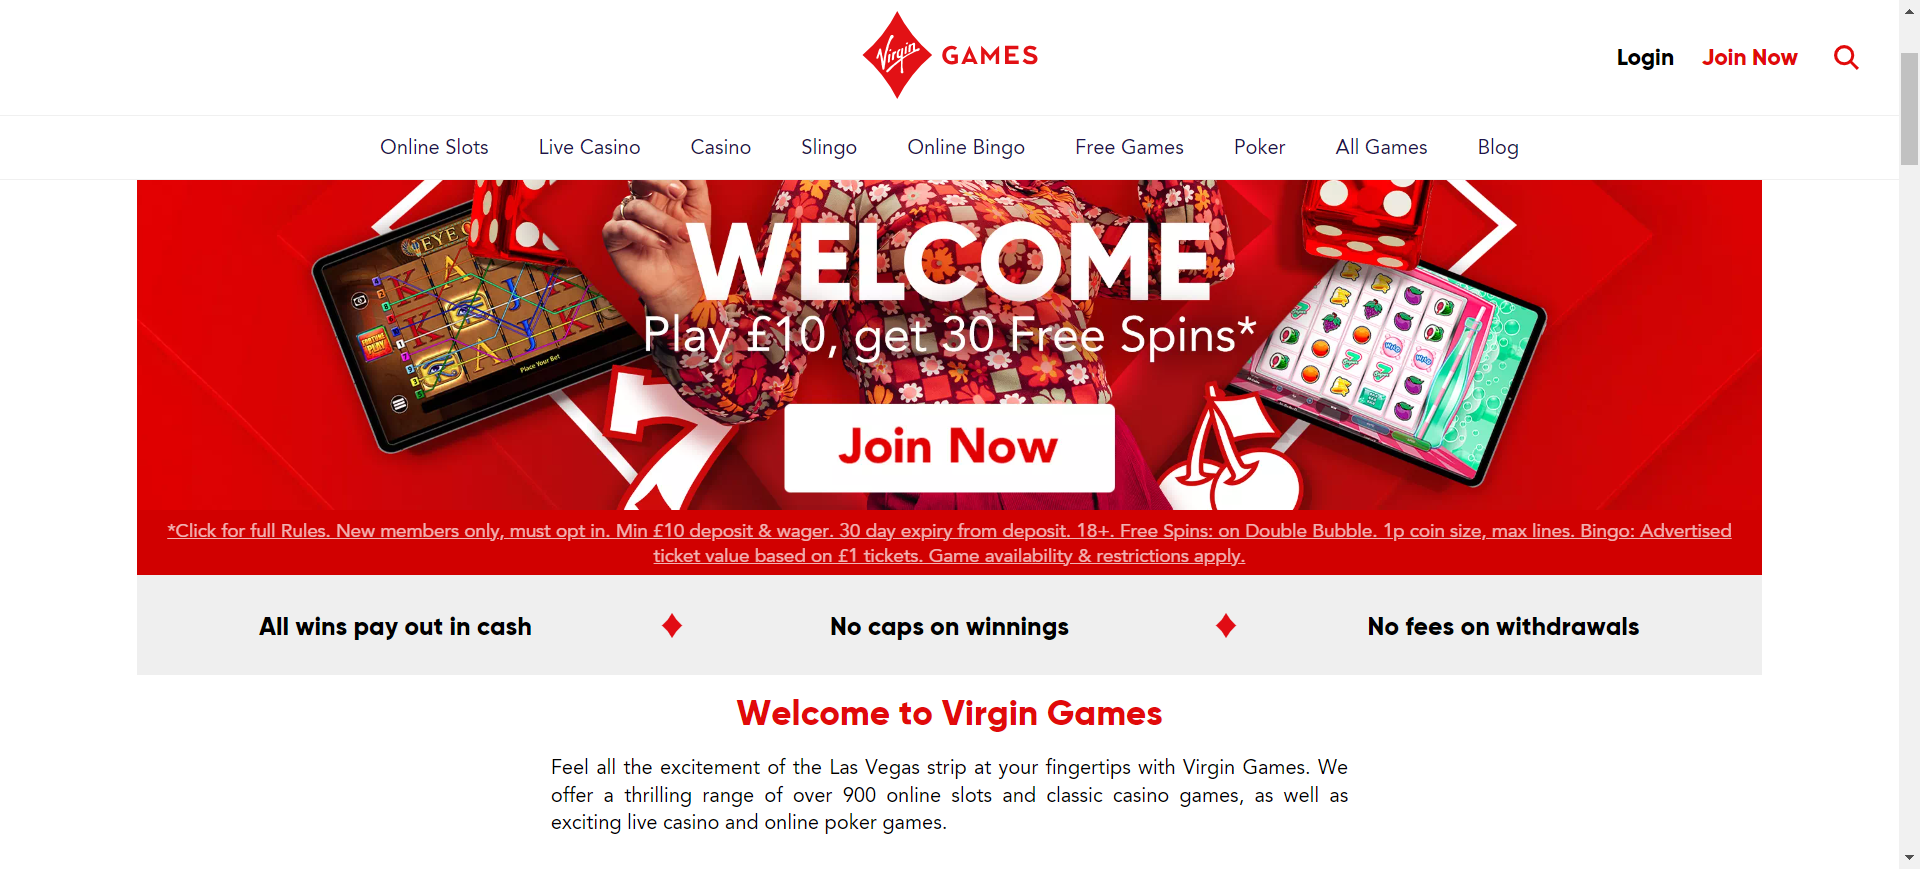 Virgin GAMES
Login
Join Now
Online Slots
Live Casino
Casino
Slingo
Online Bingo
Free Games
Poker
All Games
Blog
EYE O
FORTUNE PLAY
Place Your Bet
WELCOME
Play £10, get 30 Free Spins*
Join Now
*Click for full Rules. New members only, must opt in. Min £10 deposit & wager. 30 day expiry from deposit. 18+. Free Spins: on Double Bubble. 1p coin size, max lines. Bingo: Advertised
ticket value based on £1 tickets. Game availability & restrictions apply.
All wins pay out in cash
No caps on winnings
No fees on withdrawals
Welcome to Virgin Games
Feel all the excitement of the Las Vegas strip at your fingertips with Virgin Games. We
offer a thrilling range of over 900 online slots and classic casino games, as well as
exciting live casino and online poker games.